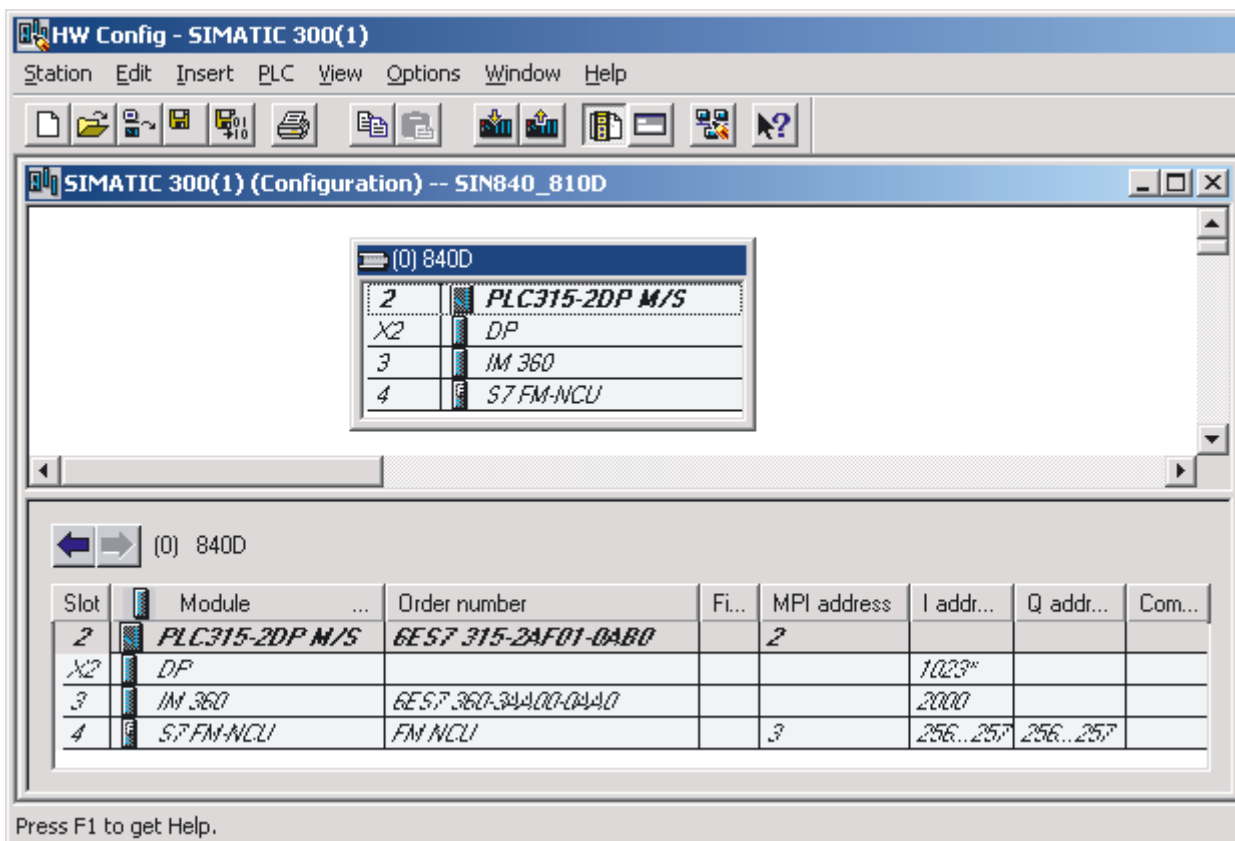 HW Config - SIMATIC 300(1)
Station Edit Insert PLC View Options Window Help
SIMATIC 300(1) (Configuration) -- SIN840_810D
(0) 840D
2 PLC315-2DP M/S
X2 DP
3 IM 360
4 S7 FM-NCU
(0) 840D
Slot Module ... Order number Fi... MPI address I addr... Q addr... Com...
2 PLC315-2DP M/S 6ES7 315-2AF01-0AB0 2
X2 DP 1023*
3 IM 360 6ES7 360-3AA00-0AA0 2000
4 S7 FM-NCU FM NCU 3 256...257 256...257
Press F1 to get Help.